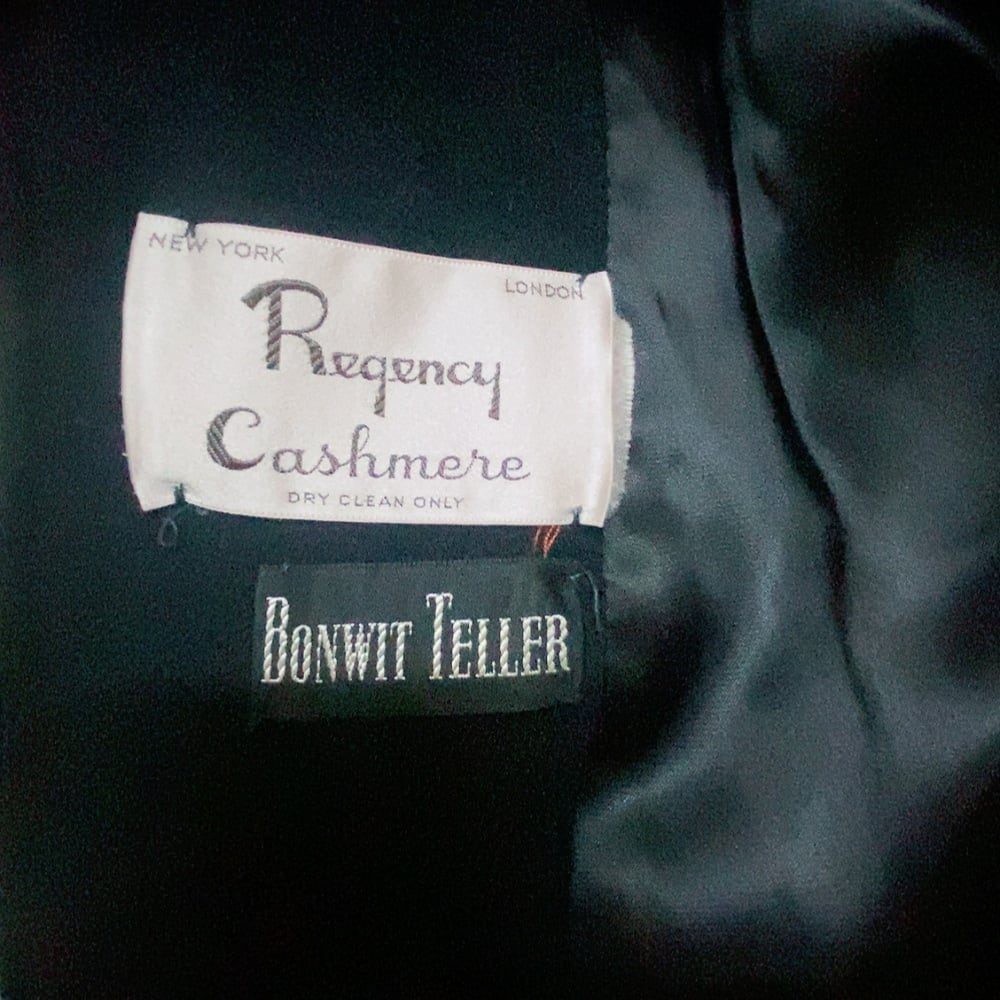 NEW YORK
LONDON
Regency
Cashmere
DRY CLEAN ONLY
BONWIT TELLER